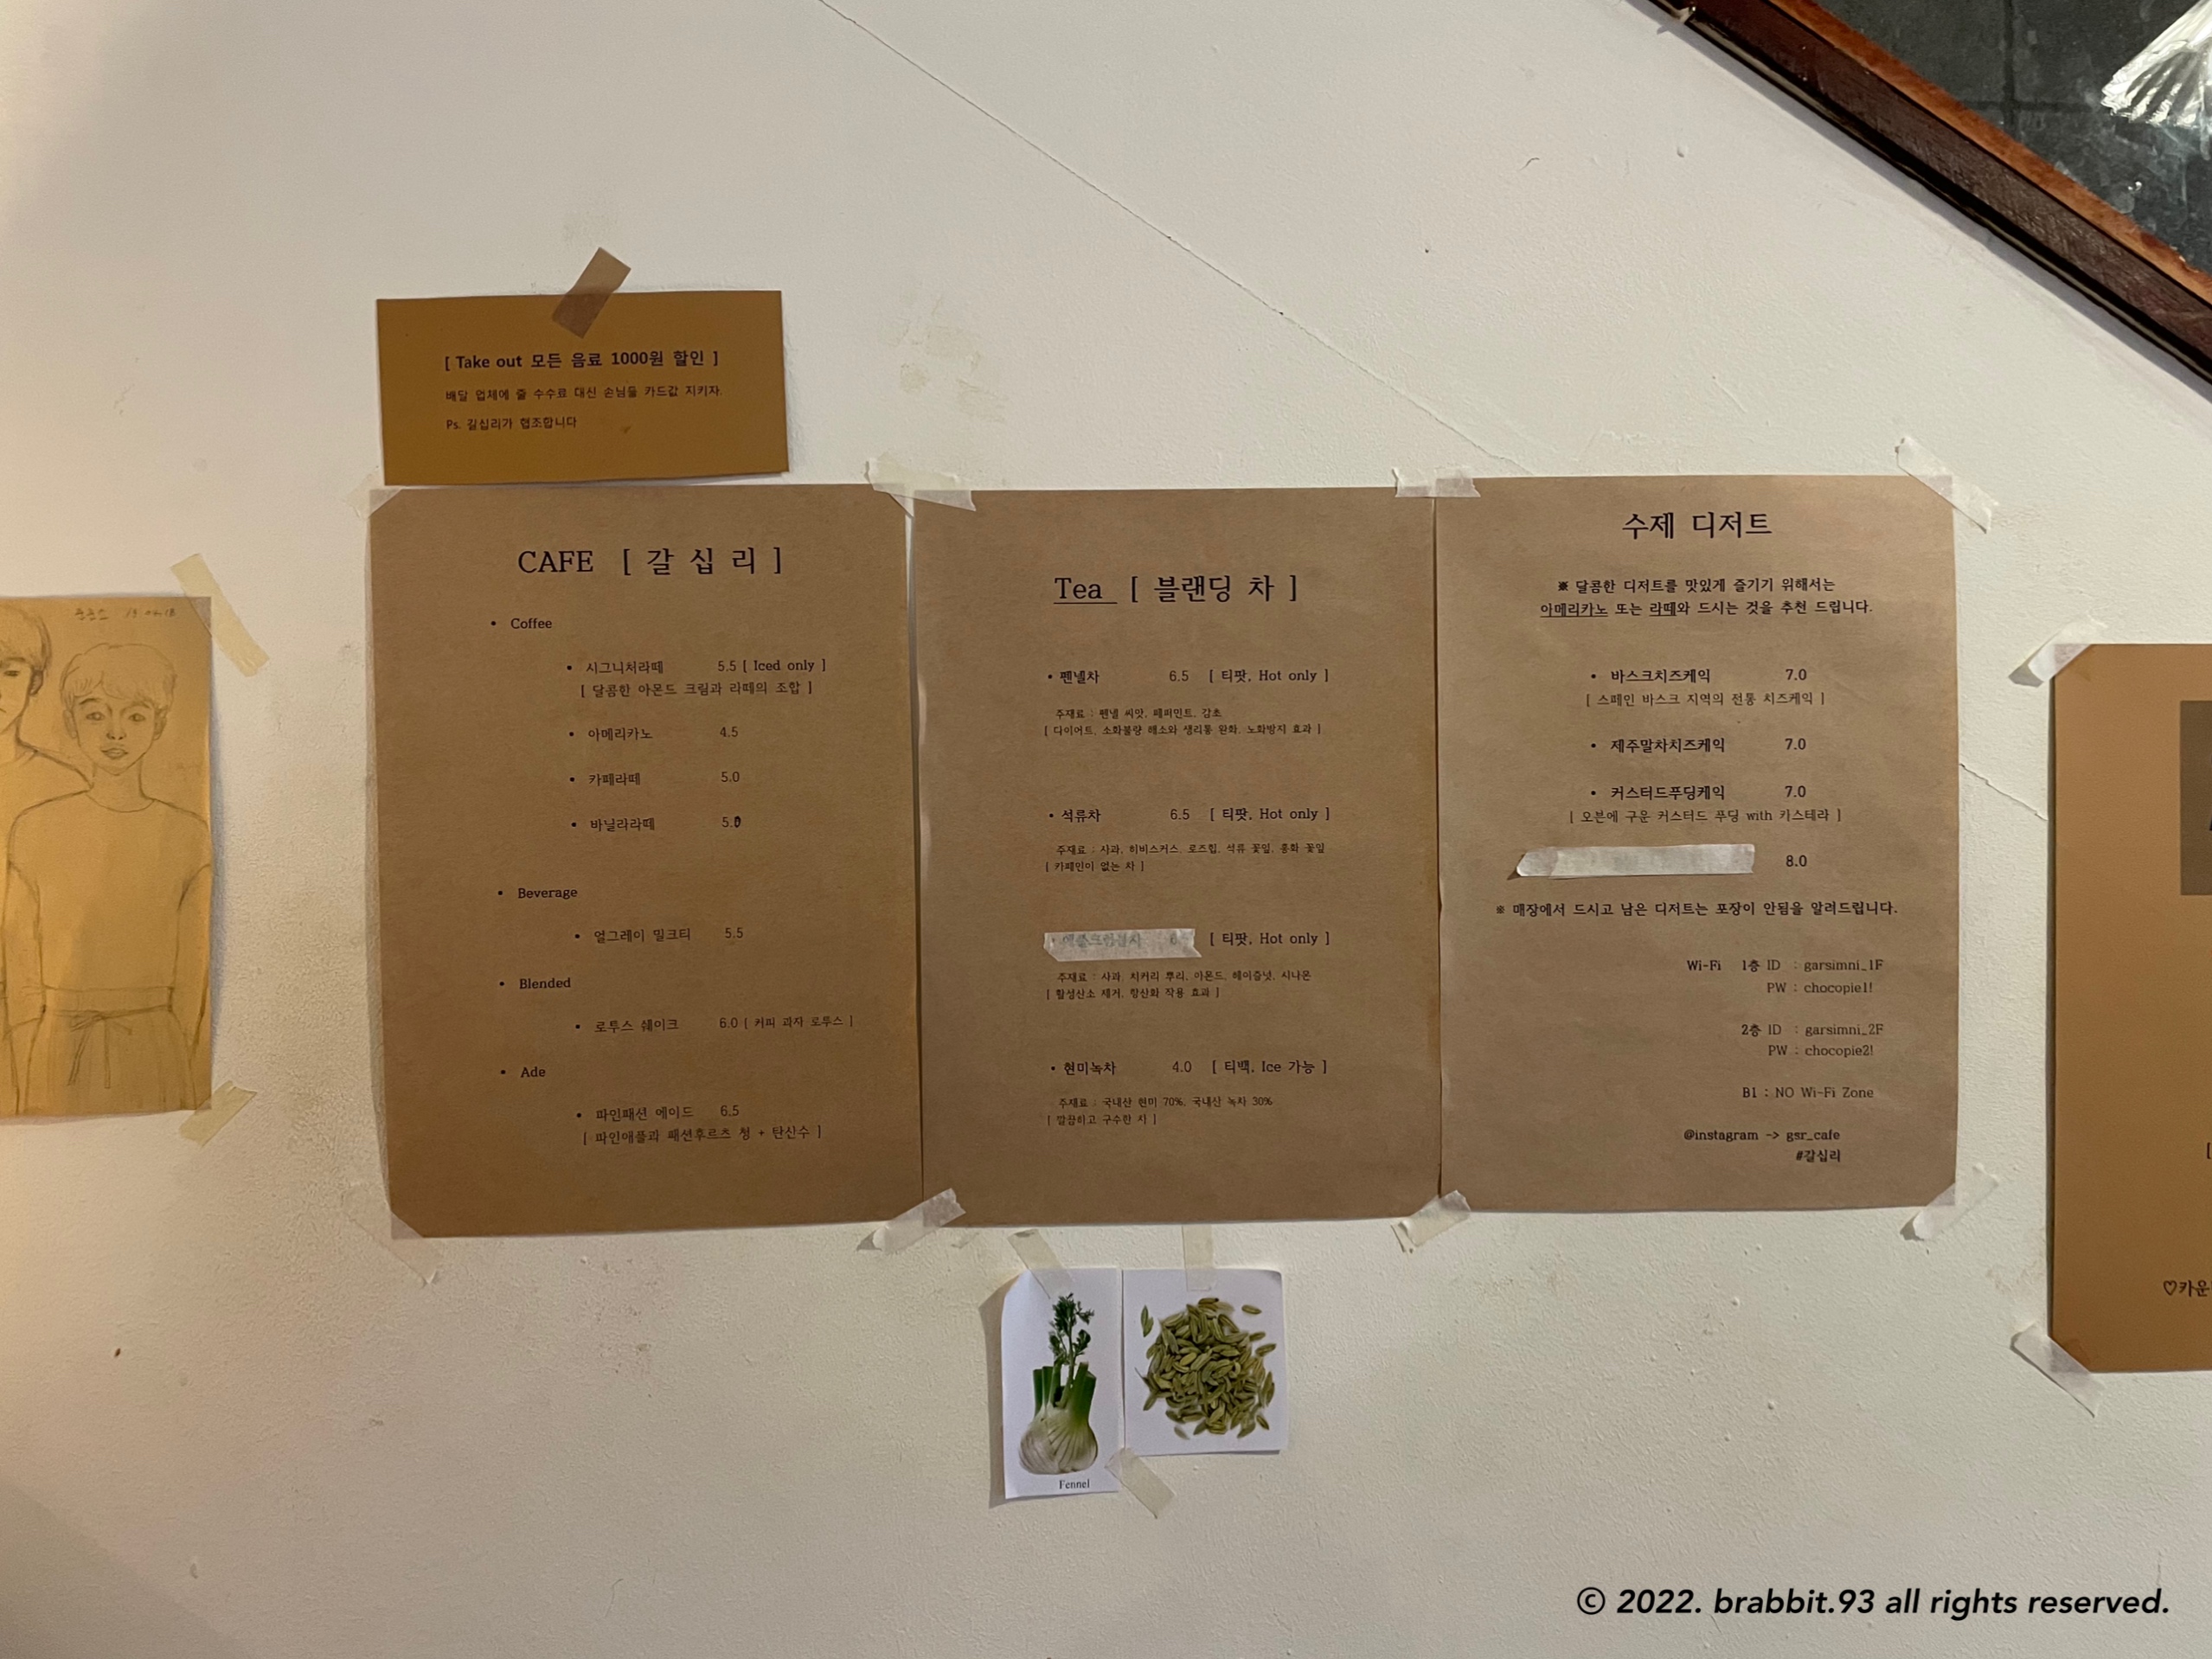 [ Take out 모든 음료 1000원 할인 ]
배달 업체에 줄 수수료 대신 손님들 카드값 지키자.
Ps. 갈십리가 협조합니다
CAFE [ 갈 십 리 ]
• Coffee
• 시그니처라떼 5.5 [ Iced only ]
[ 달콤한 아몬드 크림과 라떼의 조합 ]
• 아메리카노 4.5
• 카페라떼 5.0
• 바닐라라떼 5.0
• Beverage
• 얼그레이 밀크티 5.5
• Blended
• 로투스 쉐이크 6.0 [ 커피 과자 로투스 ]
• Ade
• 파인패션 에이드 6.5
[ 파인애플과 패션후르츠 청 + 탄산수 ]
Tea [ 블랜딩 차 ]
• 펜넬차 6.5 [ 티팟, Hot only ]
주재료 : 펜넬 씨앗, 페퍼민트, 감초
[ 다이어트, 소화불량 해소와 생리통 완화, 노화방지 효과 ]
• 석류차 6.5 [ 티팟, Hot only ]
주재료 : 사과, 히비스커스, 로즈힙, 석류 꽃잎, 홍화 꽃잎
[ 카페인이 없는 차 ]
[ 티팟, Hot only ]
주재료 : 사과, 치커리 뿌리, 아몬드, 헤이즐넛, 시나몬
[ 활성산소 제거, 항산화 작용 효과 ]
• 현미녹차 4.0 [ 티백, Ice 가능 ]
주재료 : 국내산 현미 70%, 국내산 녹차 30%
[ 깔끔하고 구수한 차 ]
수제 디저트
※ 달콤한 디저트를 맛있게 즐기기 위해서는
아메리카노 또는 라떼와 드시는 것을 추천 드립니다.
• 바스크치즈케익 7.0
[ 스페인 바스크 지역의 전통 치즈케익 ]
• 제주말차치즈케익 7.0
• 커스터드푸딩케익 7.0
[ 오븐에 구운 커스터드 푸딩 with 카스테라 ]
8.0
※ 매장에서 드시고 남은 디저트는 포장이 안됨을 알려드립니다.
Wi-Fi 1층 ID : garsimni_1F
PW : chocopie1!
2층 ID : garsimni_2F
PW : chocopie2!
B1 : NO Wi-Fi Zone
@instagram -> gsr_cafe
#갈십리
♡카운
Fennel
© 2022. brabbit.93 all rights reserved.